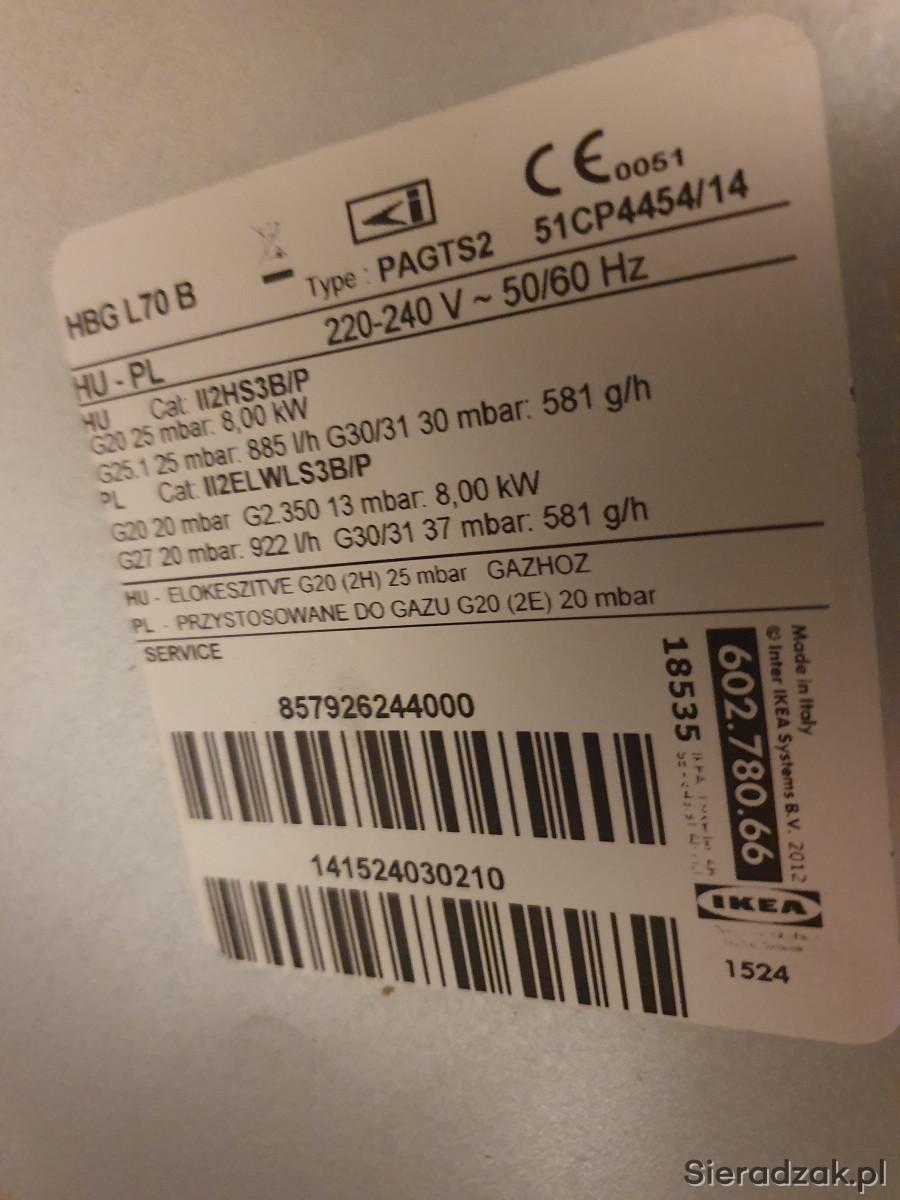 CE 0051
HBG L70 B Type : PAGTS2 51CP4454/14
HU - PL 220-240 V ~ 50/60 Hz
HU Cat: II2HS3B/P
G20 25 mbar: 8,00 kW
G25.1 25 mbar: 885 l/h G30/31 30 mbar: 581 g/h
PL Cat: II2ELWLS3B/P
G20 20 mbar G2.350 13 mbar: 8,00 kW
G27 20 mbar: 922 l/h G30/31 37 mbar: 581 g/h
HU - ELOKESZITVE G20 (2H) 25 mbar GAZHOZ
PL - PRZYSTOSOWANE DO GAZU G20 (2E) 20 mbar
SERVICE
857926244000
141524030210
18535
602.780.66
© Inter IKEA Systems B.V. 2012
Made in Italy
IKEA
1524
Sieradzak.pl